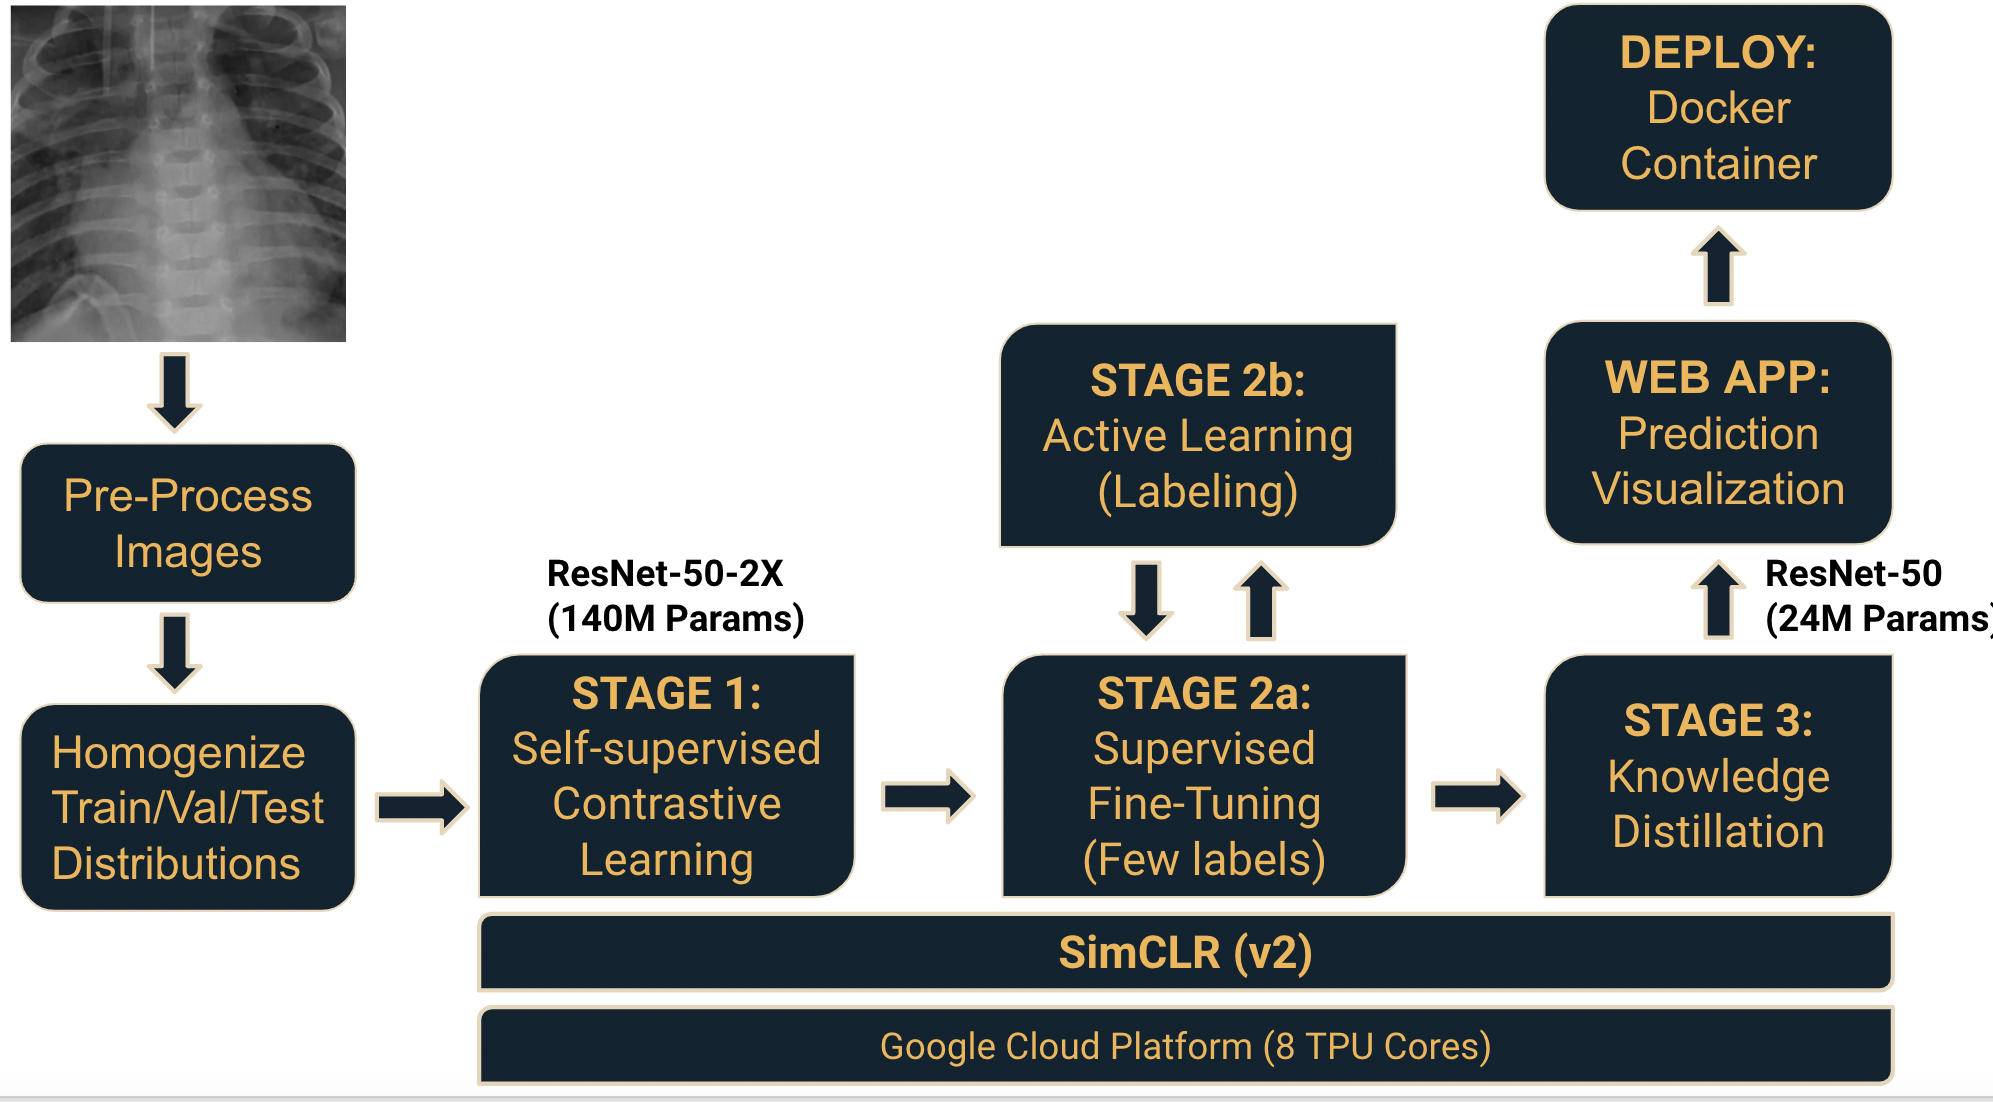 Pre-Process
Images
Homogenize
Train/Val/Test
Distributions
ResNet-50-2X
(140M Params)
STAGE 1:
Self-supervised
Contrastive
Learning
STAGE 2b:
Active Learning
(Labeling)
STAGE 2a:
Supervised
Fine-Tuning
(Few labels)
STAGE 3:
Knowledge
Distillation
ResNet-50
(24M Params)
WEB APP:
Prediction
Visualization
DEPLOY:
Docker
Container
SimCLR (v2)
Google Cloud Platform (8 TPU Cores)